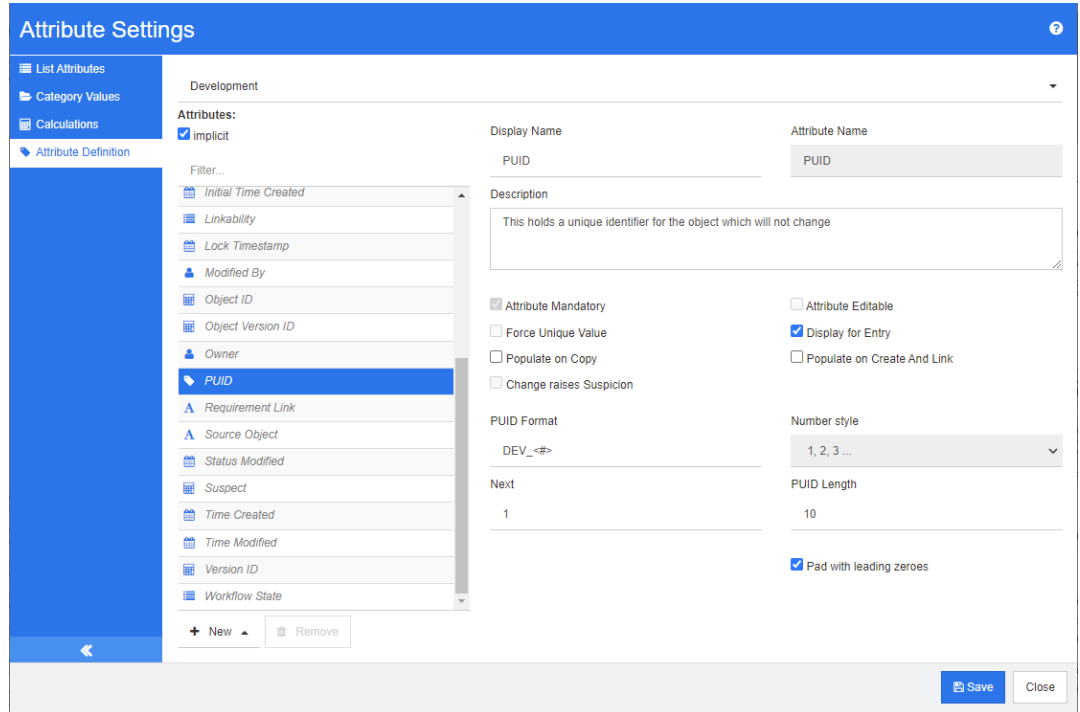 Attribute Settings
List Attributes
Category Values
Calculations
Attribute Definition
Development
Attributes:
implicit
Filter...
Initial Time Created
Linkability
Lock Timestamp
Modified By
Object ID
Object Version ID
Owner
PUID
Requirement Link
Source Object
Status Modified
Suspect
Time Created
Time Modified
Version ID
Workflow State
New
Remove
Display Name
Attribute Name
PUID
PUID
Description
This holds a unique identifier for the object which will not change
Attribute Mandatory
Attribute Editable
Force Unique Value
Display for Entry
Populate on Copy
Populate on Create And Link
Change raises Suspicion
PUID Format
Number style
DEV_<#>
1, 2, 3 ...
Next
PUID Length
1
10
Pad with leading zeroes
Save
Close